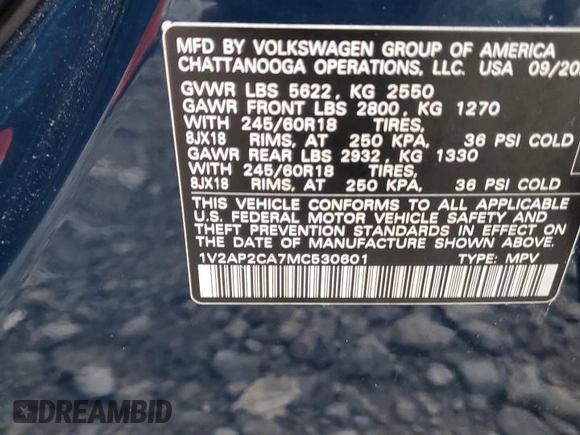 MFD BY VOLKSWAGEN GROUP OF AMERICA
CHATTANOOGA OPERATIONS, LLC. USA 09/20
GVWR LBS 5622, KG 2550
GAWR FRONT LBS 2800, KG 1270
WITH 245/60R18 TIRES,
8JX18 RIMS, AT 250 KPA, 36 PSI COLD
GAWR REAR LBS 2932, KG 1330
WITH 245/60R18 TIRES,
8JX18 RIMS, AT 250 KPA, 36 PSI COLD
THIS VEHICLE CONFORMS TO ALL APPLICABLE
U.S. FEDERAL MOTOR VEHICLE SAFETY AND
THEFT PREVENTION STANDARDS IN EFFECT ON
THE DATE OF MANUFACTURE SHOWN ABOVE
1V2AP2CA7MC530601 TYPE: MPV
DREAMBID